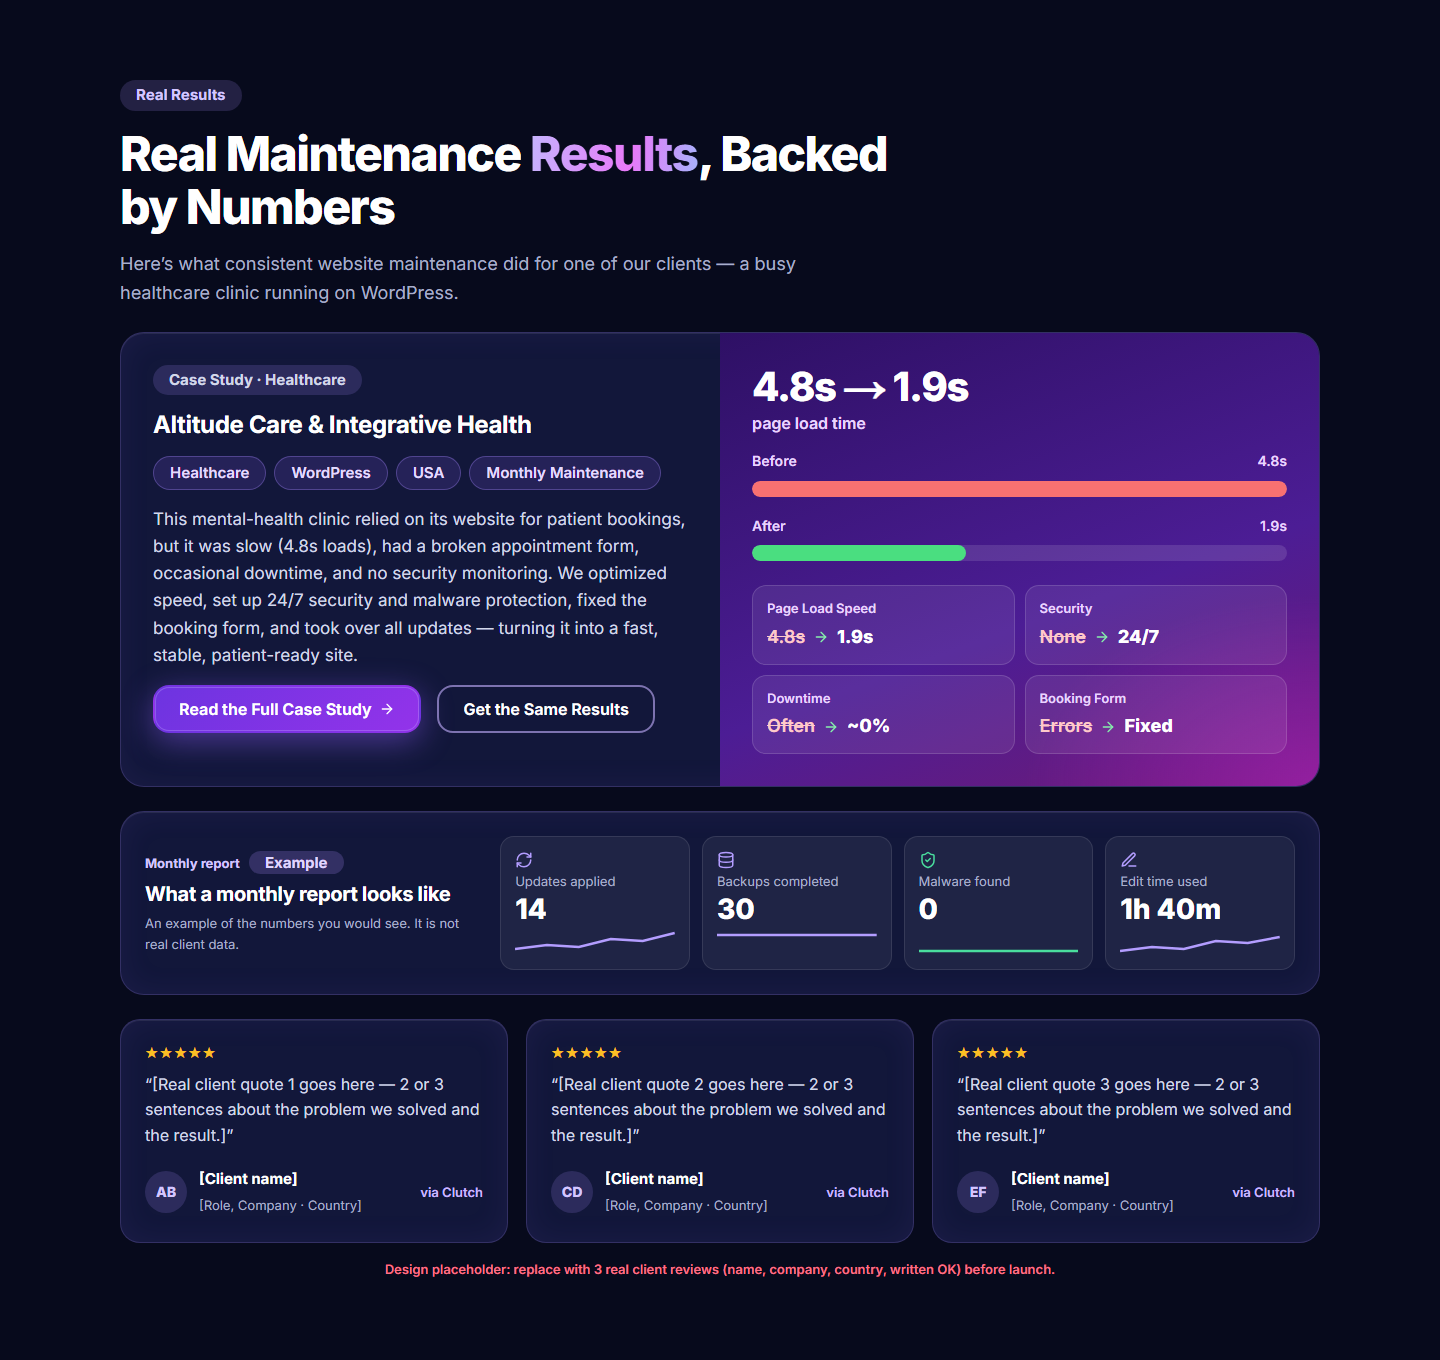 Real Results
Real Maintenance Results, Backed
by Numbers
Here’s what consistent website maintenance did for one of our clients — a busy
healthcare clinic running on WordPress.
Case Study · Healthcare
Altitude Care & Integrative Health
Healthcare
WordPress
USA
Monthly Maintenance
This mental-health clinic relied on its website for patient bookings,
but it was slow (4.8s loads), had a broken appointment form,
occasional downtime, and no security monitoring. We optimized
speed, set up 24/7 security and malware protection, fixed the
booking form, and took over all updates — turning it into a fast,
stable, patient-ready site.
Read the Full Case Study →
Get the Same Results
4.8s → 1.9s
page load time
Before 4.8s
After 1.9s
Page Load Speed
4.8s → 1.9s
Security
None → 24/7
Downtime
Often → ~0%
Booking Form
Errors → Fixed
Monthly report Example
What a monthly report looks like
An example of the numbers you would see. It is not
real client data.
Updates applied
14
Backups completed
30
Malware found
0
Edit time used
1h 40m
★★★★★
“[Real client quote 1 goes here — 2 or 3
sentences about the problem we solved and
the result.]”
AB
[Client name]
[Role, Company · Country]
via Clutch
★★★★★
“[Real client quote 2 goes here — 2 or 3
sentences about the problem we solved and
the result.]”
CD
[Client name]
[Role, Company · Country]
via Clutch
★★★★★
“[Real client quote 3 goes here — 2 or 3
sentences about the problem we solved and
the result.]”
EF
[Client name]
[Role, Company · Country]
via Clutch
Design placeholder: replace with 3 real client reviews (name, company, country, written OK) before launch.